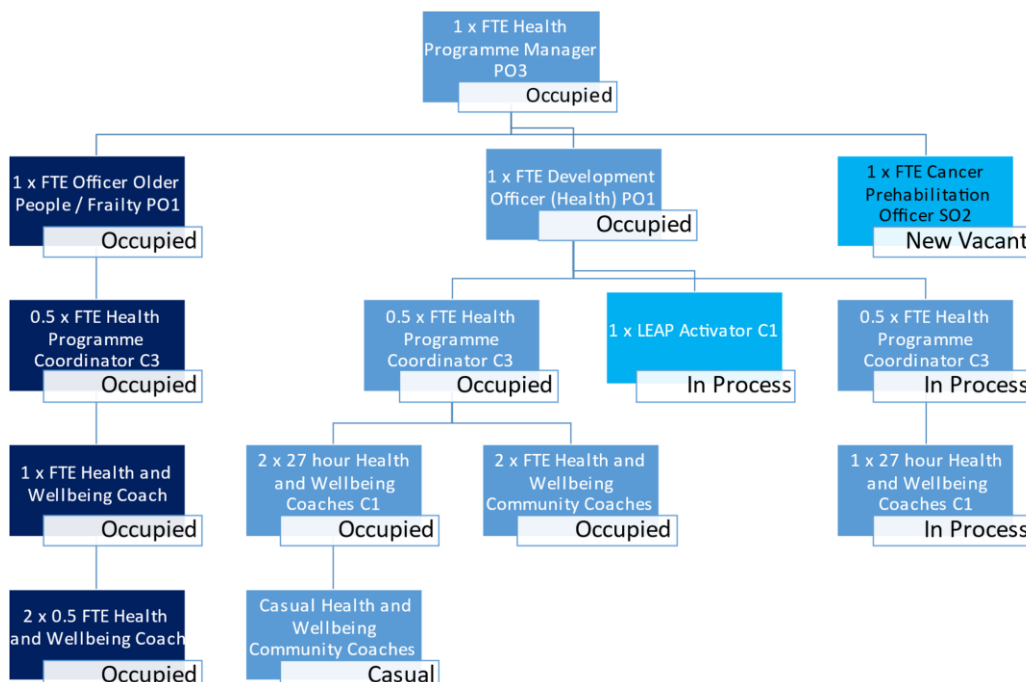 1 x FTE Health
Programme Manager
PO3
Occupied
1 x FTE Officer Older
People / Frailty PO1
Occupied
1 x FTE Development
Officer (Health) PO1
Occupied
1 x FTE Cancer
Prehabilitation
Officer SO2
New Vacant
0.5 x FTE Health
Programme
Coordinator C3
Occupied
0.5 x FTE Health
Programme
Coordinator C3
Occupied
1 x LEAP Activator C1
In Process
0.5 x FTE Health
Programme
Coordinator C3
In Process
1 x FTE Health and
Wellbeing Coach
Occupied
2 x 27 hour Health
and Wellbeing
Coaches C1
Occupied
2 x FTE Health and
Wellbeing
Community Coaches
Occupied
1 x 27 hour Health
and Wellbeing
Coaches C1
In Process
2 x 0.5 FTE Health
and Wellbeing Coach
Occupied
Casual Health and
Wellbeing
Community Coaches
Casual